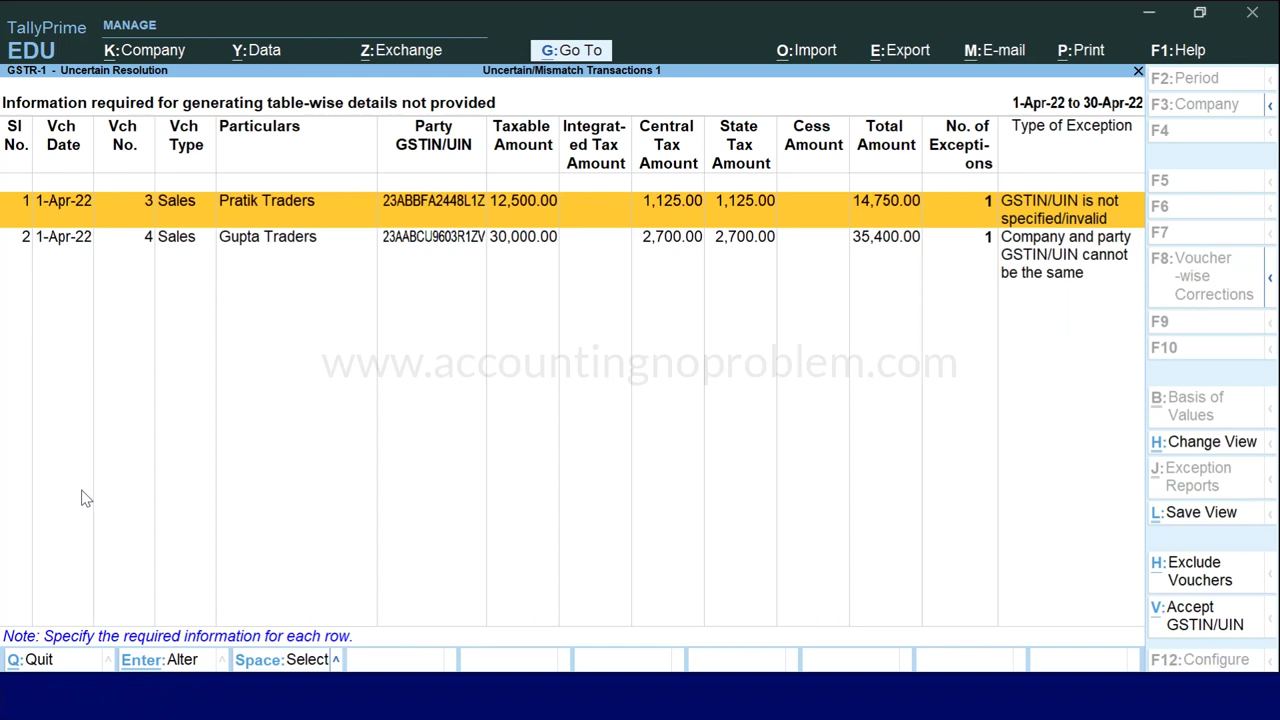 TallyPrime MANAGE
EDU K:Company Y:Data Z:Exchange G:Go To O:Import E:Export M:E-mail P:Print F1:Help
GSTR-1 - Uncertain Resolution Uncertain/Mismatch Transactions 1
Information required for generating table-wise details not provided 1-Apr-22 to 30-Apr-22
Sl Vch Vch Vch Particulars Party Taxable Integrat- Central State Cess Total No. of Type of Exception
No. Date No. Type GSTIN/UIN Amount ed Tax Tax Tax Amount Amount Excepti-
Amount Amount Amount ons
1 1-Apr-22 3 Sales Pratik Traders 23ABBFA2448L1Z 12,500.00 1,125.00 1,125.00 14,750.00 1 GSTIN/UIN is not
specified/invalid
2 1-Apr-22 4 Sales Gupta Traders 23AABCU9603R1ZV 30,000.00 2,700.00 2,700.00 35,400.00 1 Company and party
GSTIN/UIN cannot
be the same
www.accountingnoproblem.com
Note: Specify the required information for each row.
Q:Quit Enter:Alter Space:Select
F2:Period
F3:Company
F4
F5
F6
F7
F8:Voucher
-wise
Corrections
F9
F10
B:Basis of
Values
H:Change View
J:Exception
Reports
L:Save View
H:Exclude
Vouchers
V:Accept
GSTIN/UIN
F12:Configure